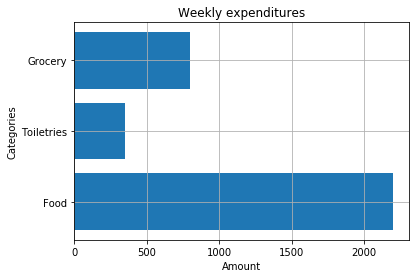 Weekly expenditures
Categories
Grocery
Toiletries
Food
0 500 1000 1500 2000
Amount